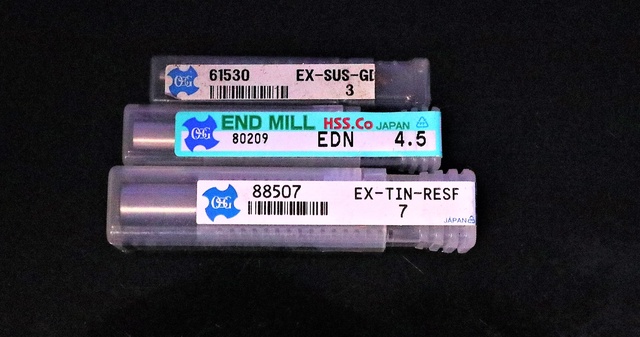 OSG 61530 EX-SUS-GD
3
OSG END MILL HSS.Co JAPAN
80209 EDN 4.5
OSG 88507 EX-TIN-RESF
7
JAPAN